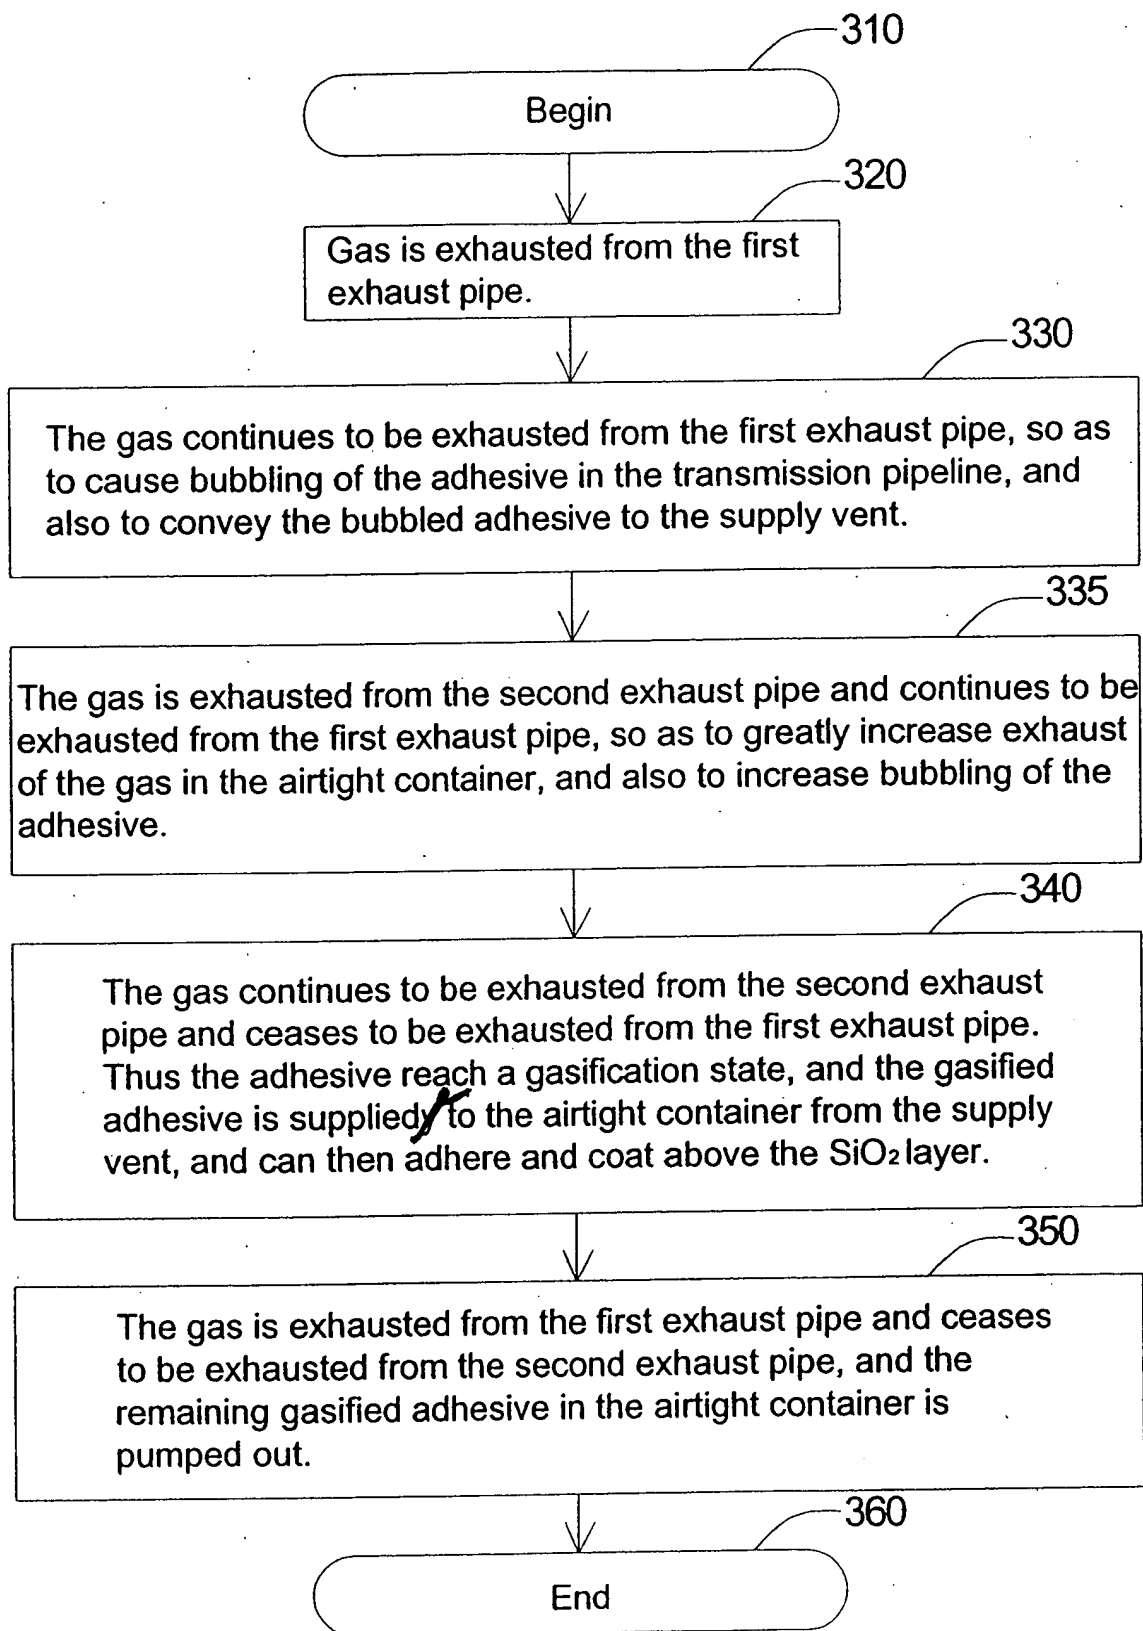 310
Begin
320
Gas is exhausted from the first
exhaust pipe.
330
The gas continues to be exhausted from the first exhaust pipe, so as
to cause bubbling of the adhesive in the transmission pipeline, and
also to convey the bubbled adhesive to the supply vent.
335
The gas is exhausted from the second exhaust pipe and continues to be
exhausted from the first exhaust pipe, so as to greatly increase exhaust
of the gas in the airtight container, and also to increase bubbling of the
adhesive.
340
The gas continues to be exhausted from the second exhaust
pipe and ceases to be exhausted from the first exhaust pipe.
Thus the adhesive reach a gasification state, and the gasified
adhesive is suppliedy to the airtight container from the supply
vent, and can then adhere and coat above the SiO₂ layer.
350
The gas is exhausted from the first exhaust pipe and ceases
to be exhausted from the second exhaust pipe, and the
remaining gasified adhesive in the airtight container is
pumped out.
360
End